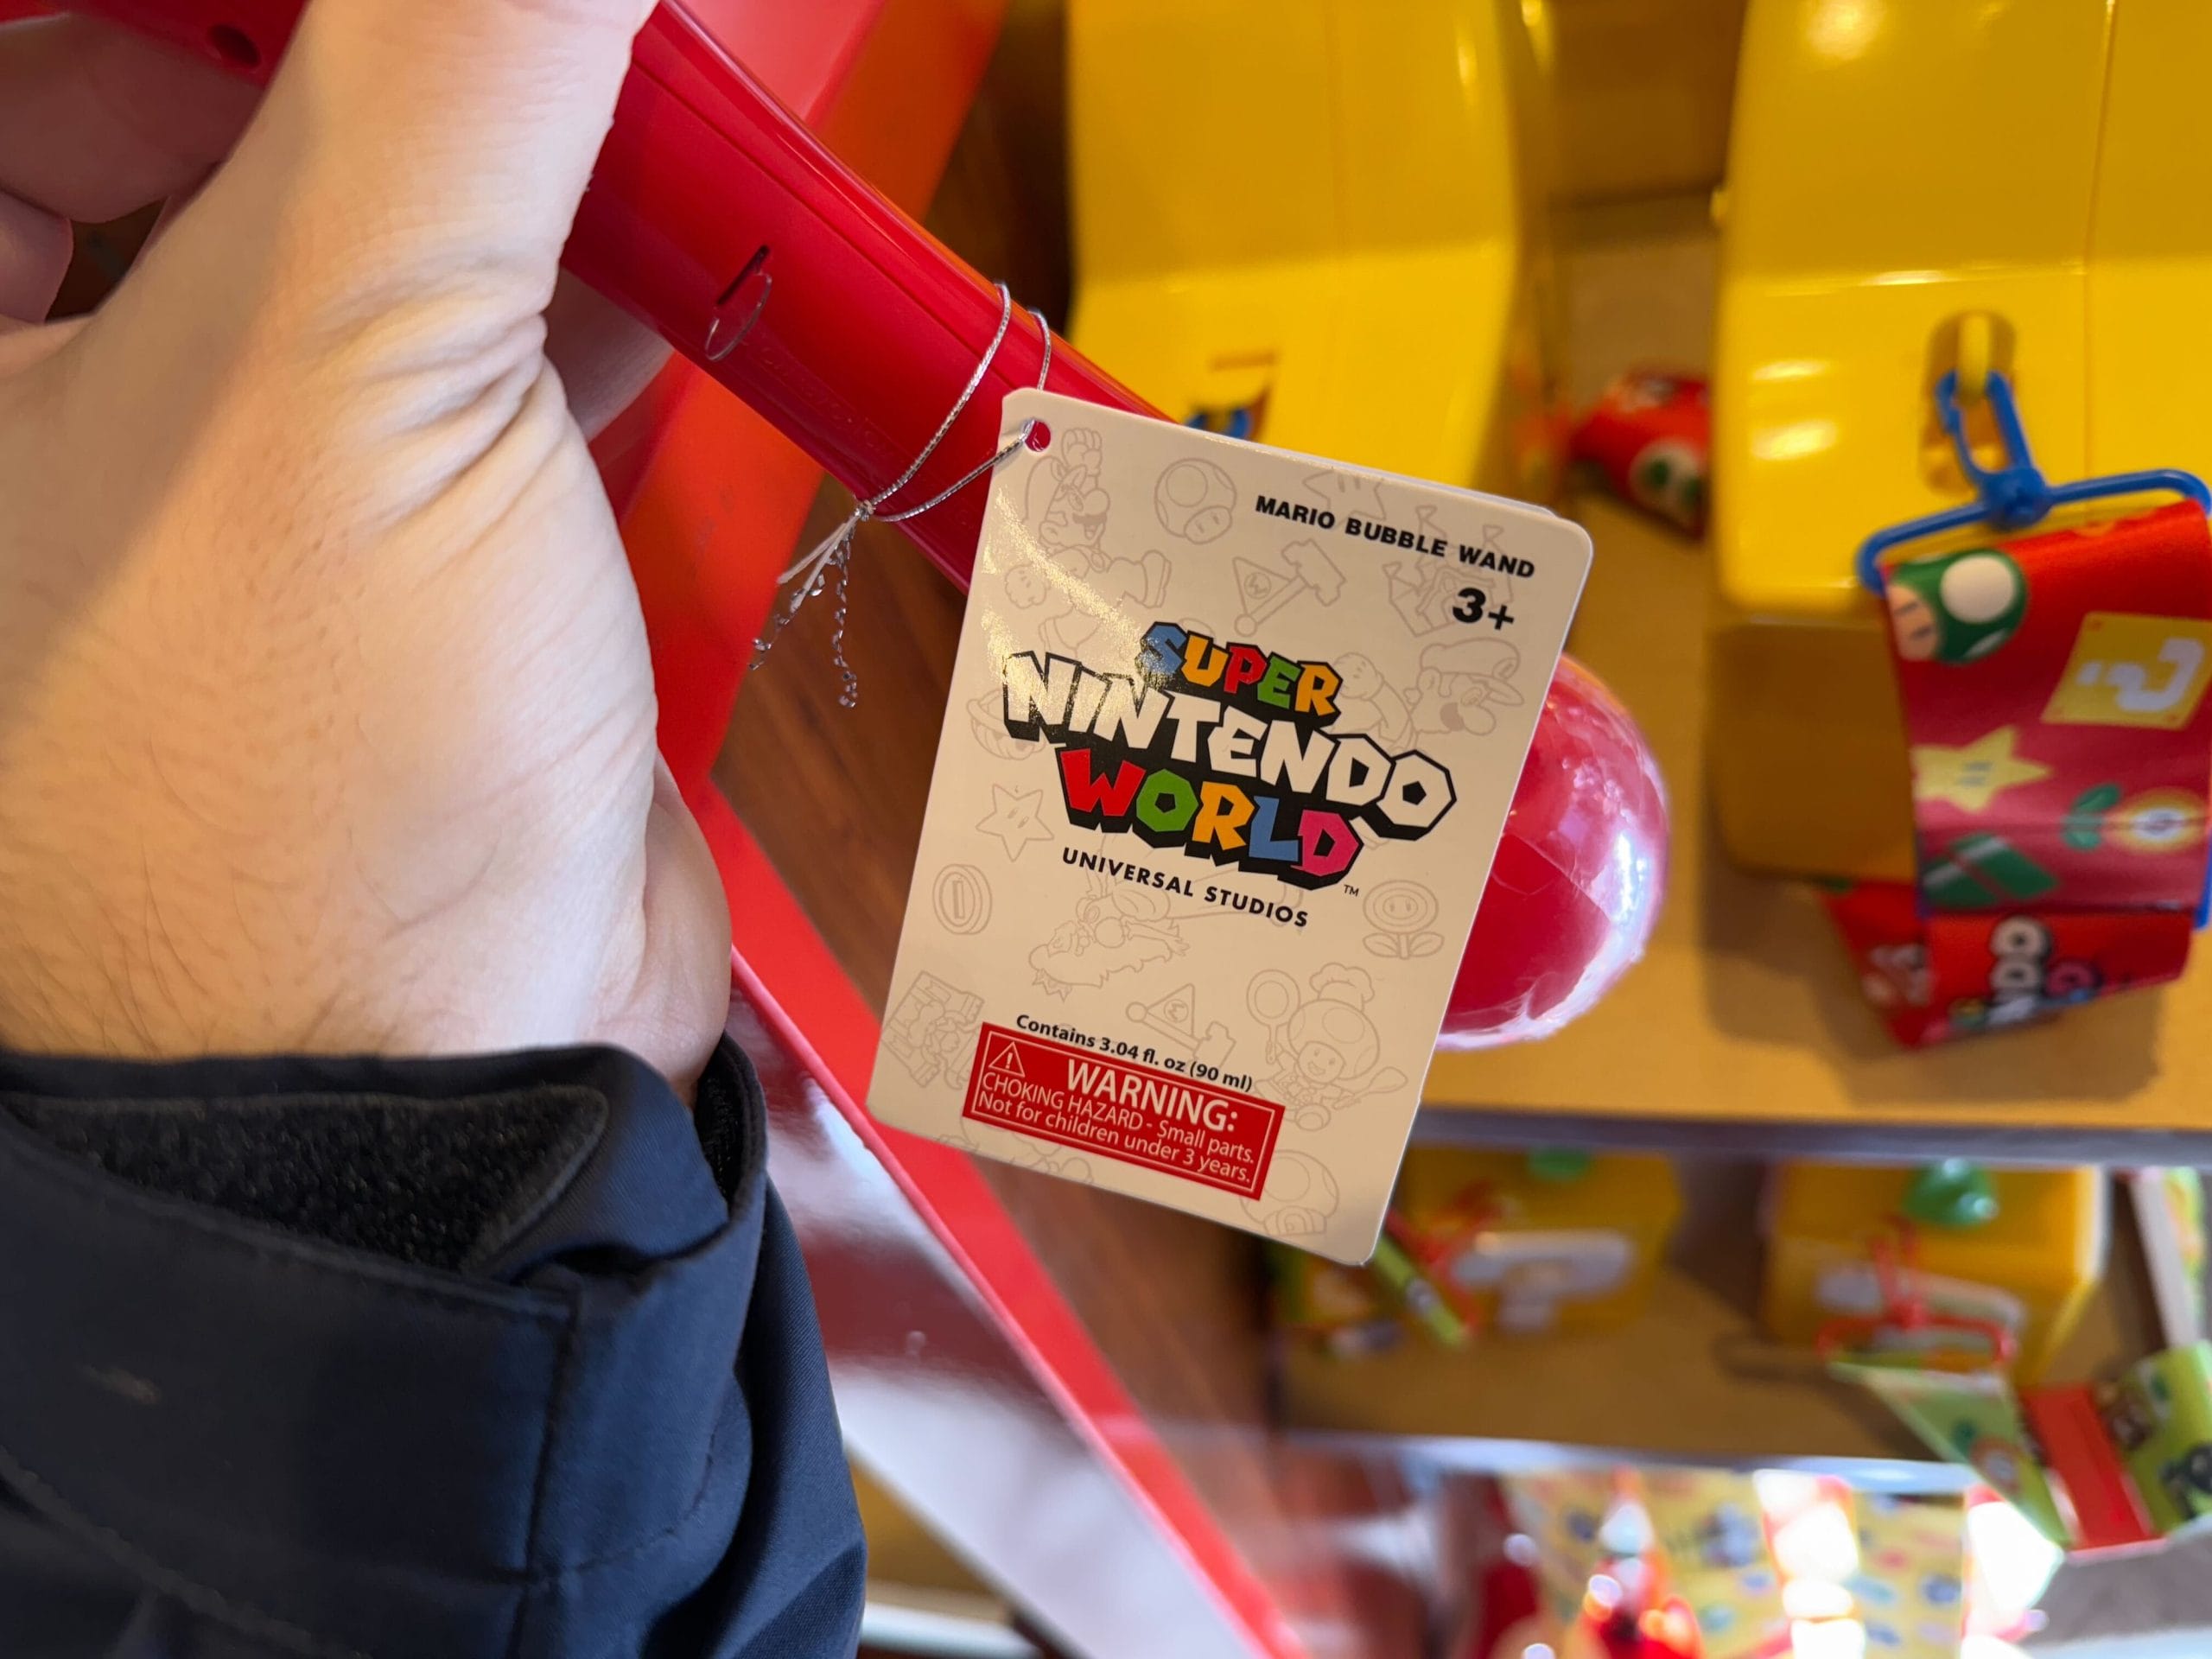 MARIO BUBBLE WAND
3+
SUPER
NINTENDO
WORLD
™
UNIVERSAL STUDIOS
Contains 3.04 fl. oz (90 ml)
WARNING:
CHOKING HAZARD - Small parts.
Not for children under 3 years.